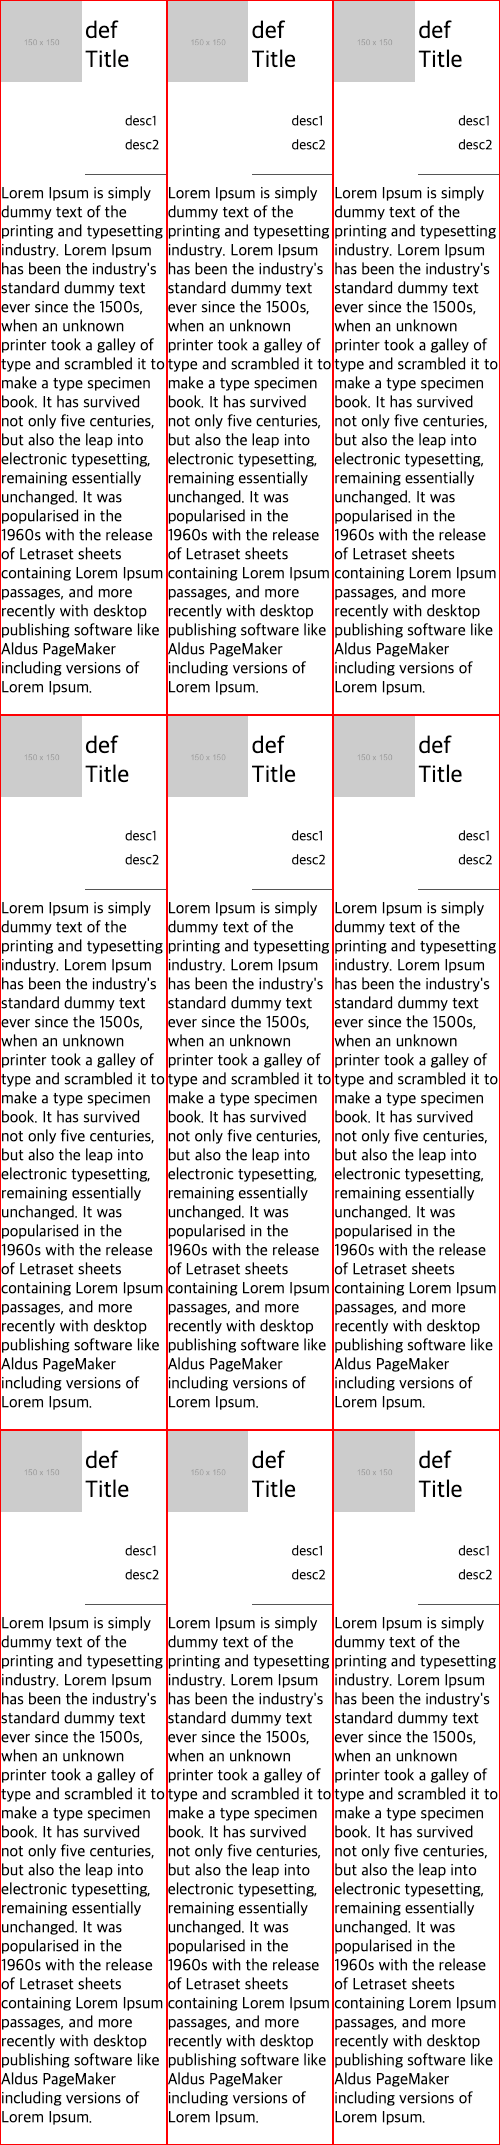 150 x 150
def
Title
desc1
desc2
Lorem Ipsum is simply
dummy text of the
printing and typesetting
industry. Lorem Ipsum
has been the industry's
standard dummy text
ever since the 1500s,
when an unknown
printer took a galley of
type and scrambled it to
make a type specimen
book. It has survived
not only five centuries,
but also the leap into
electronic typesetting,
remaining essentially
unchanged. It was
popularised in the
1960s with the release
of Letraset sheets
containing Lorem Ipsum
passages, and more
recently with desktop
publishing software like
Aldus PageMaker
including versions of
Lorem Ipsum.
150 x 150
def
Title
desc1
desc2
Lorem Ipsum is simply
dummy text of the
printing and typesetting
industry. Lorem Ipsum
has been the industry's
standard dummy text
ever since the 1500s,
when an unknown
printer took a galley of
type and scrambled it to
make a type specimen
book. It has survived
not only five centuries,
but also the leap into
electronic typesetting,
remaining essentially
unchanged. It was
popularised in the
1960s with the release
of Letraset sheets
containing Lorem Ipsum
passages, and more
recently with desktop
publishing software like
Aldus PageMaker
including versions of
Lorem Ipsum.
150 x 150
def
Title
desc1
desc2
Lorem Ipsum is simply
dummy text of the
printing and typesetting
industry. Lorem Ipsum
has been the industry's
standard dummy text
ever since the 1500s,
when an unknown
printer took a galley of
type and scrambled it to
make a type specimen
book. It has survived
not only five centuries,
but also the leap into
electronic typesetting,
remaining essentially
unchanged. It was
popularised in the
1960s with the release
of Letraset sheets
containing Lorem Ipsum
passages, and more
recently with desktop
publishing software like
Aldus PageMaker
including versions of
Lorem Ipsum.
150 x 150
def
Title
desc1
desc2
Lorem Ipsum is simply
dummy text of the
printing and typesetting
industry. Lorem Ipsum
has been the industry's
standard dummy text
ever since the 1500s,
when an unknown
printer took a galley of
type and scrambled it to
make a type specimen
book. It has survived
not only five centuries,
but also the leap into
electronic typesetting,
remaining essentially
unchanged. It was
popularised in the
1960s with the release
of Letraset sheets
containing Lorem Ipsum
passages, and more
recently with desktop
publishing software like
Aldus PageMaker
including versions of
Lorem Ipsum.
150 x 150
def
Title
desc1
desc2
Lorem Ipsum is simply
dummy text of the
printing and typesetting
industry. Lorem Ipsum
has been the industry's
standard dummy text
ever since the 1500s,
when an unknown
printer took a galley of
type and scrambled it to
make a type specimen
book. It has survived
not only five centuries,
but also the leap into
electronic typesetting,
remaining essentially
unchanged. It was
popularised in the
1960s with the release
of Letraset sheets
containing Lorem Ipsum
passages, and more
recently with desktop
publishing software like
Aldus PageMaker
including versions of
Lorem Ipsum.
150 x 150
def
Title
desc1
desc2
Lorem Ipsum is simply
dummy text of the
printing and typesetting
industry. Lorem Ipsum
has been the industry's
standard dummy text
ever since the 1500s,
when an unknown
printer took a galley of
type and scrambled it to
make a type specimen
book. It has survived
not only five centuries,
but also the leap into
electronic typesetting,
remaining essentially
unchanged. It was
popularised in the
1960s with the release
of Letraset sheets
containing Lorem Ipsum
passages, and more
recently with desktop
publishing software like
Aldus PageMaker
including versions of
Lorem Ipsum.
150 x 150
def
Title
desc1
desc2
Lorem Ipsum is simply
dummy text of the
printing and typesetting
industry. Lorem Ipsum
has been the industry's
standard dummy text
ever since the 1500s,
when an unknown
printer took a galley of
type and scrambled it to
make a type specimen
book. It has survived
not only five centuries,
but also the leap into
electronic typesetting,
remaining essentially
unchanged. It was
popularised in the
1960s with the release
of Letraset sheets
containing Lorem Ipsum
passages, and more
recently with desktop
publishing software like
Aldus PageMaker
including versions of
Lorem Ipsum.
150 x 150
def
Title
desc1
desc2
Lorem Ipsum is simply
dummy text of the
printing and typesetting
industry. Lorem Ipsum
has been the industry's
standard dummy text
ever since the 1500s,
when an unknown
printer took a galley of
type and scrambled it to
make a type specimen
book. It has survived
not only five centuries,
but also the leap into
electronic typesetting,
remaining essentially
unchanged. It was
popularised in the
1960s with the release
of Letraset sheets
containing Lorem Ipsum
passages, and more
recently with desktop
publishing software like
Aldus PageMaker
including versions of
Lorem Ipsum.
150 x 150
def
Title
desc1
desc2
Lorem Ipsum is simply
dummy text of the
printing and typesetting
industry. Lorem Ipsum
has been the industry's
standard dummy text
ever since the 1500s,
when an unknown
printer took a galley of
type and scrambled it to
make a type specimen
book. It has survived
not only five centuries,
but also the leap into
electronic typesetting,
remaining essentially
unchanged. It was
popularised in the
1960s with the release
of Letraset sheets
containing Lorem Ipsum
passages, and more
recently with desktop
publishing software like
Aldus PageMaker
including versions of
Lorem Ipsum.